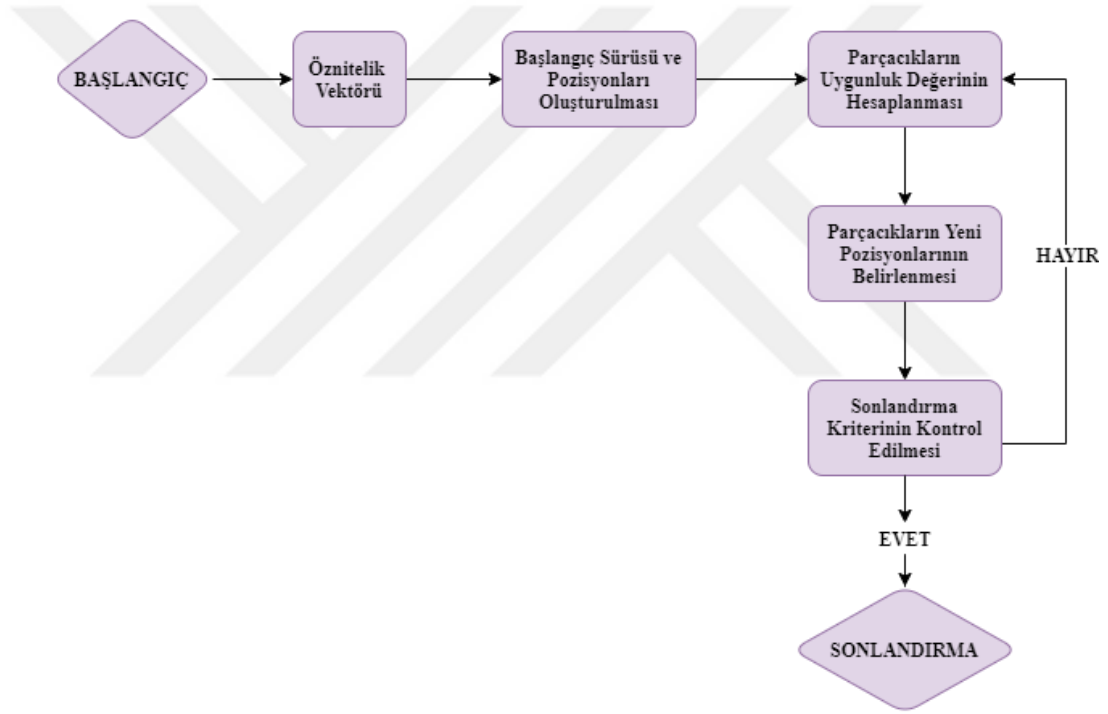 BAŞLANGIÇ
Öznitelik
Vektörü
Başlangıç Sürüsü ve
Pozisyonları
Oluşturulması
Parçacıkların
Uygunluk Değerinin
Hesaplanması
Parçacıkların Yeni
Pozisyonlarının
Belirlenmesi
HAYIR
Sonlandırma
Kriterinin Kontrol
Edilmesi
EVET
SONLANDIRMA